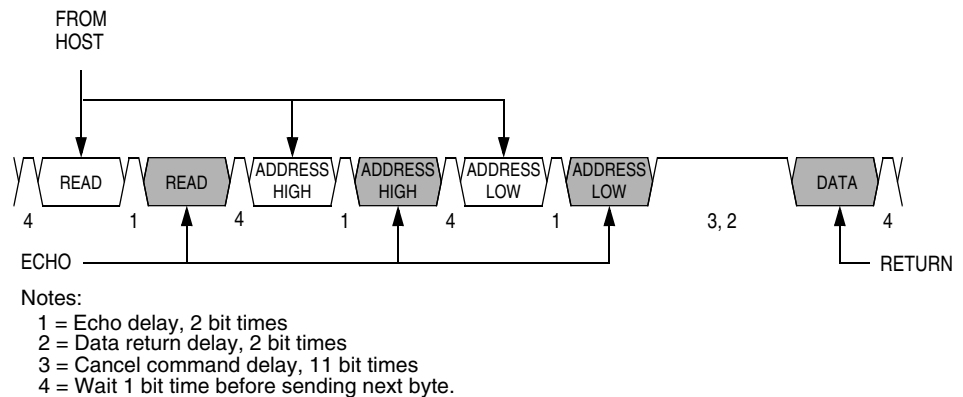 FROM
HOST
READ READ ADDRESS HIGH ADDRESS HIGH ADDRESS LOW ADDRESS LOW DATA
4 1 4 1 4 1 3, 2 4
ECHO RETURN
Notes:
1 = Echo delay, 2 bit times
2 = Data return delay, 2 bit times
3 = Cancel command delay, 11 bit times
4 = Wait 1 bit time before sending next byte.